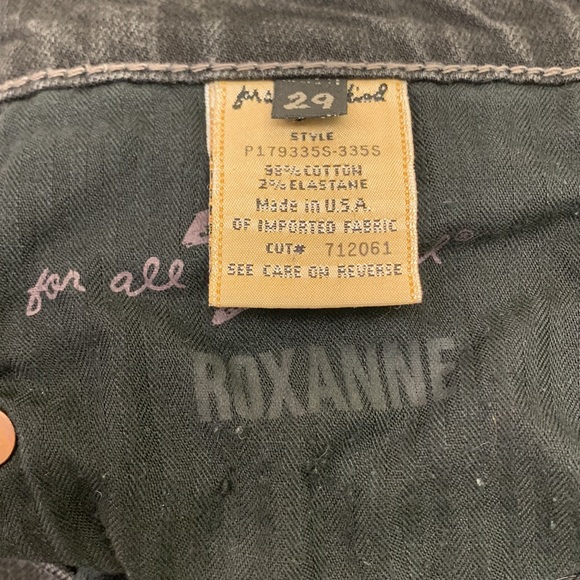 29
STYLE
P179335S-335S
98% COTTON
2% ELASTANE
Made in U.S.A.
OF IMPORTED FABRIC
CUT# 712061
SEE CARE ON REVERSE
for all
ROXANNE